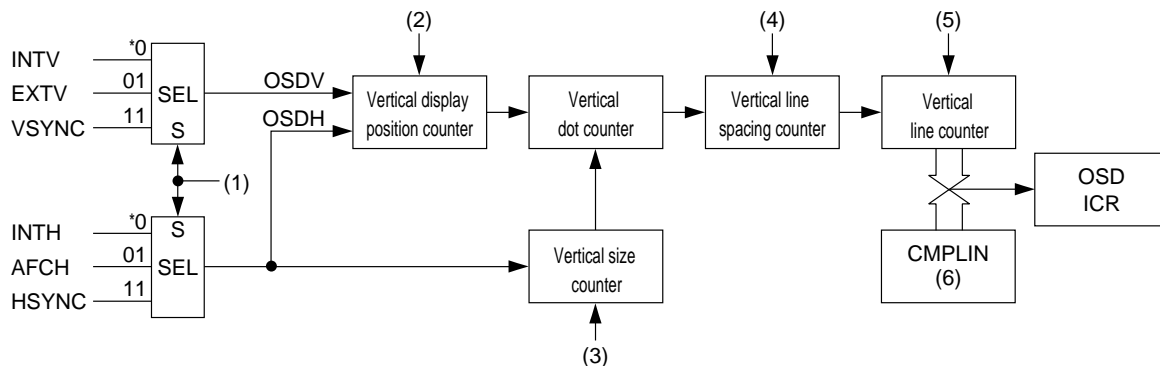 (2)
(4)
(5)
INTV
*0
EXTV
01
SEL
OSDV
VSYNC
11
S
OSDH
Vertical display
position counter
Vertical
dot counter
Vertical line
spacing counter
Vertical
line counter
(1)
OSD
ICR
INTH
*0
S
AFCH
01
SEL
HSYNC
11
Vertical size
counter
CMPLIN
(6)
(3)